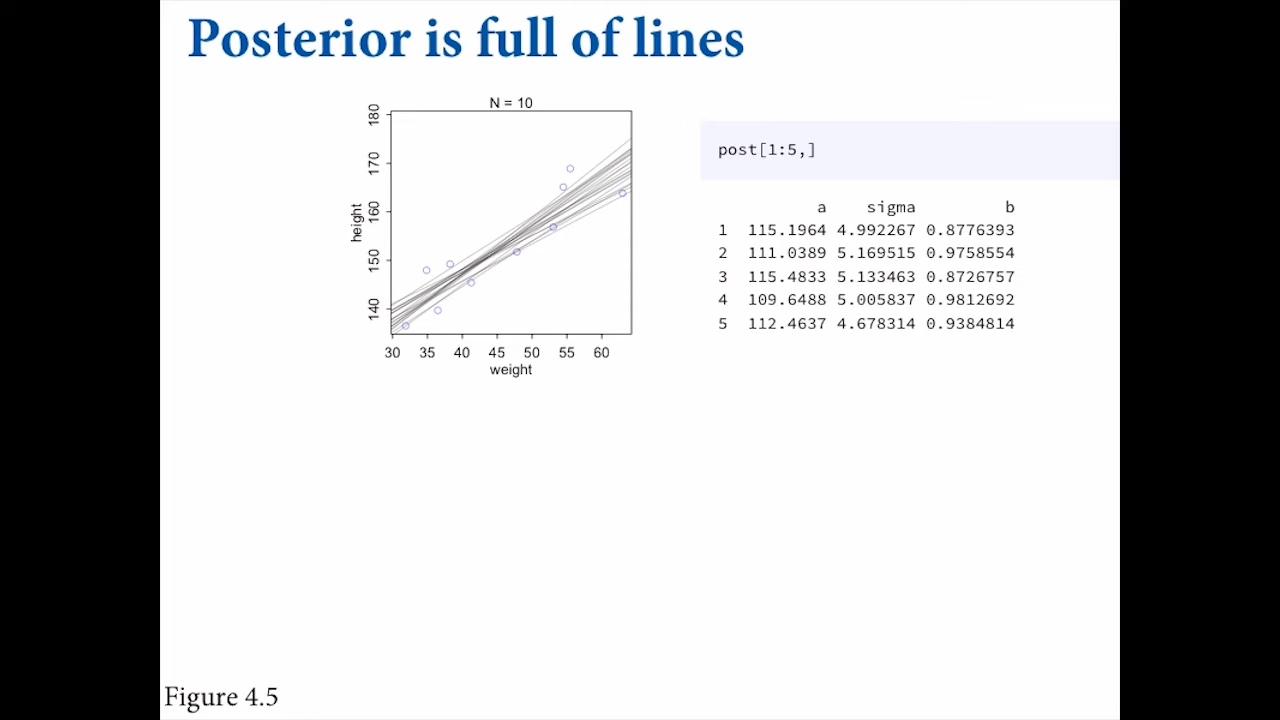 Posterior is full of lines
N = 10
180
170
160
150
140
height
30 35 40 45 50 55 60
weight
post[1:5,]
a sigma b
1 115.1964 4.992267 0.8776393
2 111.0389 5.169515 0.9758554
3 115.4833 5.133463 0.8726757
4 109.6488 5.005837 0.9812692
5 112.4637 4.678314 0.9384814
Figure 4.5